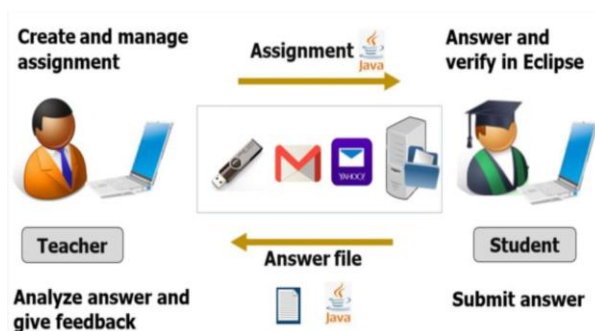 Create and manage
assignment
Assignment
Java
Answer and
verify in Eclipse
YAHOO!
Teacher
Student
Answer file
Java
Analyze answer and
give feedback
Submit answer